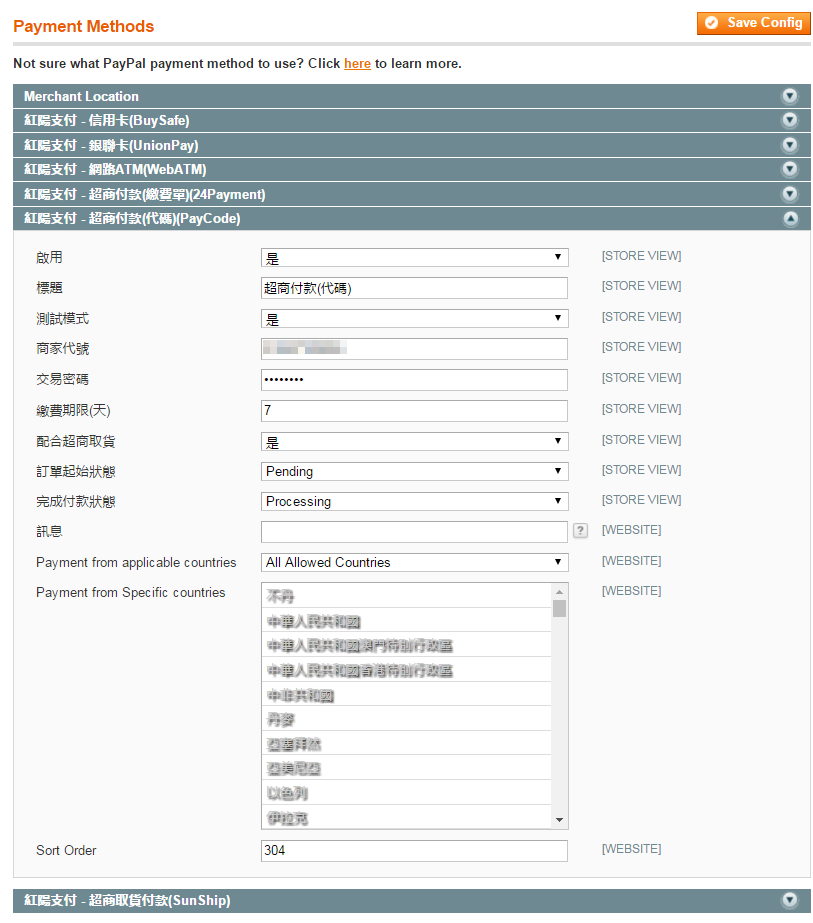 Payment Methods
Save Config
Not sure what PayPal payment method to use? Click here to learn more.
Merchant Location
紅陽支付 - 信用卡(BuySafe)
紅陽支付 - 銀聯卡(UnionPay)
紅陽支付 - 網路ATM(WebATM)
紅陽支付 - 超商付款(繳費單)(24Payment)
紅陽支付 - 超商付款(代碼)(PayCode)
啟用 是 [STORE VIEW]
標題 超商付款(代碼) [STORE VIEW]
測試模式 是 [STORE VIEW]
商家代號 [STORE VIEW]
交易密碼 •••••••• [STORE VIEW]
繳費期限(天) 7 [STORE VIEW]
配合超商取貨 是 [STORE VIEW]
訂單起始狀態 Pending [STORE VIEW]
完成付款狀態 Processing [STORE VIEW]
訊息 ? [WEBSITE]
Payment from applicable countries All Allowed Countries [WEBSITE]
Payment from Specific countries [WEBSITE]
不丹
中華人民共和國
中華人民共和國澳門特別行政區
中華人民共和國香港特別行政區
中非共和國
丹麥
亞塞拜然
亞美尼亞
以色列
伊拉克
Sort Order 304 [WEBSITE]
紅陽支付 - 超商取貨付款(SunShip)